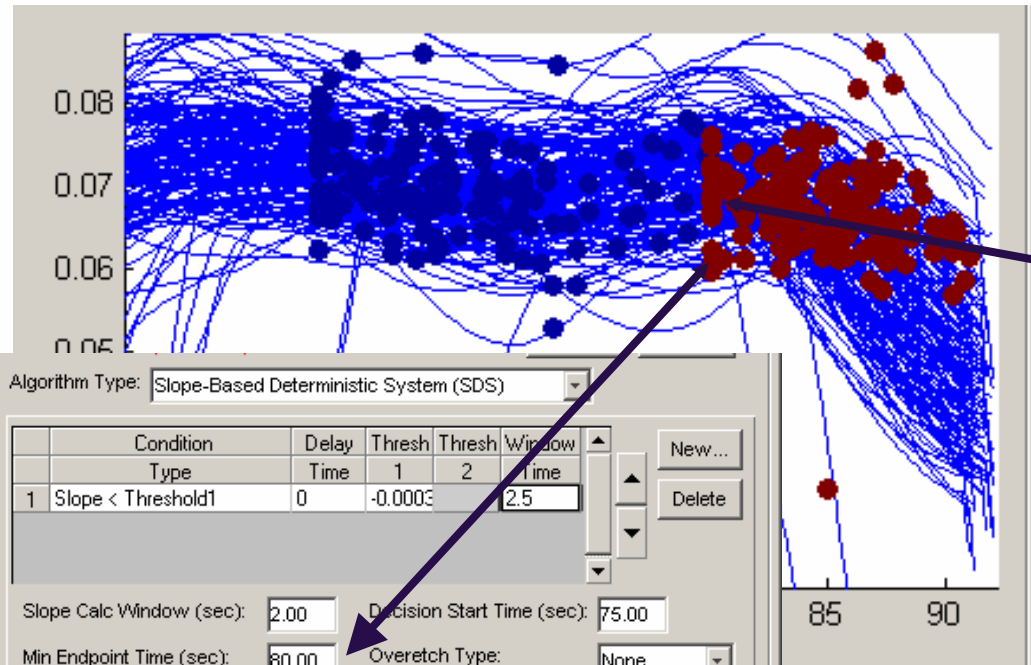 0.08
0.07
0.06
0.05
Algorithm Type: Slope-Based Deterministic System (SDS)
Condition Delay Thresh Thresh Window
Type Time 1 2 Time
New...
1 Slope < Threshold1 0 -0.0003 2.5
Delete
Slope Calc Window (sec): 2.00 Decision Start Time (sec): 75.00
85 90
Min Endpoint Time (sec): 80.00 Overetch Type: None